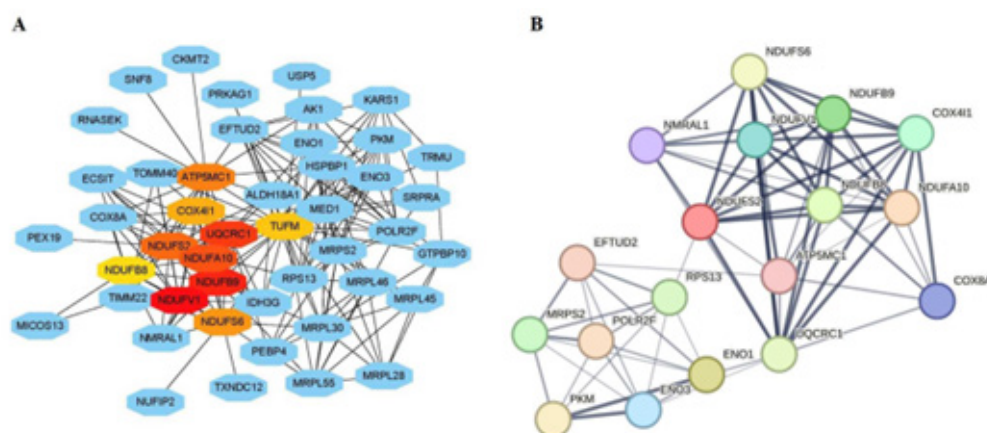 A
B
CKMT2
SNF8
USP5
PRKAG1
RNASEK
AK1
KARS1
EFTUD2
ENO1
PKM
ECSIT
TOMM40
ATP5MC1
HSPBP1
TRMU
ENO3
ALDH18A1
SRPRA
COX8A
COX4I1
MED1
PEX19
UQCRC1
TUFM
POLR2F
NDUFS2
NDUFA10
MRPS2
GTPBP10
NDUFB8
NDUFB9
RPS13
MRPL46
TIMM22
NDUFV1
IDH3G
MRPL45
MICOS13
NDUFS6
MRPL30
NMRAL1
PEBP4
MRPL28
MRPL55
TXNDC12
NUFIP2
NDUFS6
NDUFB9
COX4I1
NMRAL1
NDUFV1
NDUFS2
NDUFB8
NDUFA10
EFTUD2
ATP5MC1
RPS13
COX8A
MRPS2
POLR2F
UQCRC1
ENO1
ENO3
PKM